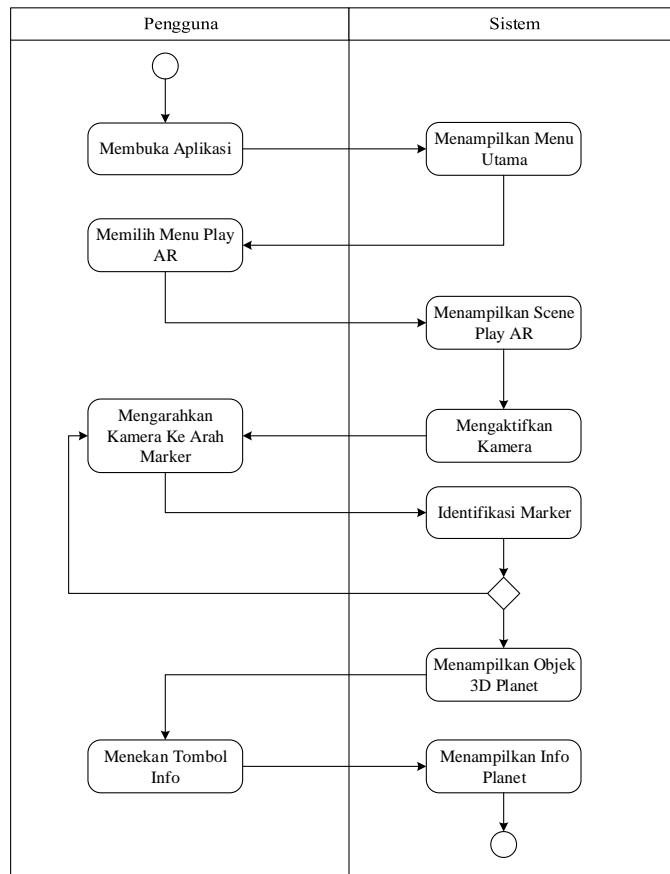 Pengguna
Sistem
Membuka Aplikasi
Menampilkan Menu
Utama
Memilih Menu Play
AR
Menampilkan Scene
Play AR
Mengarahkan
Kamera Ke Arah
Marker
Mengaktifkan
Kamera
Identifikasi Marker
Menampilkan Objek
3D Planet
Menekan Tombol
Info
Menampilkan Info
Planet